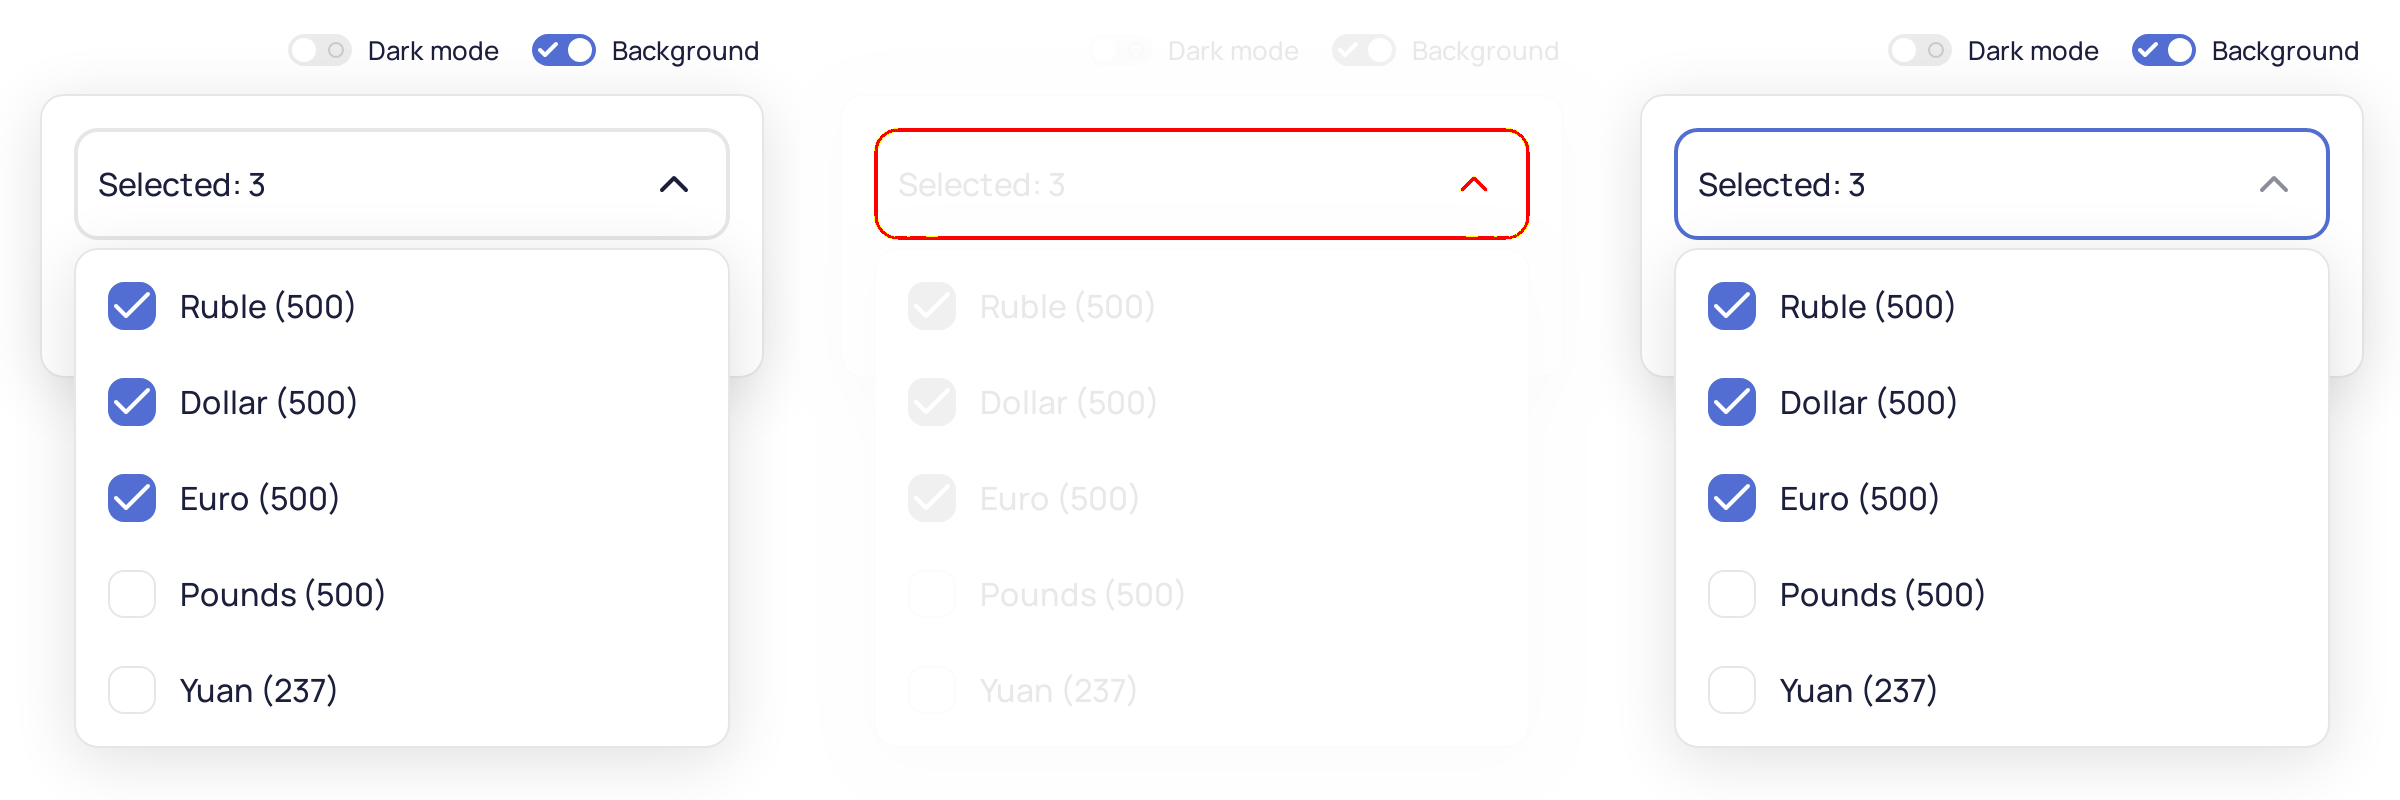 Dark mode Background
Selected: 3
Ruble (500)
Dollar (500)
Euro (500)
Pounds (500)
Yuan (237)
Dark mode Background
Selected: 3
Ruble (500)
Dollar (500)
Euro (500)
Pounds (500)
Yuan (237)
Dark mode Background
Selected: 3
Ruble (500)
Dollar (500)
Euro (500)
Pounds (500)
Yuan (237)